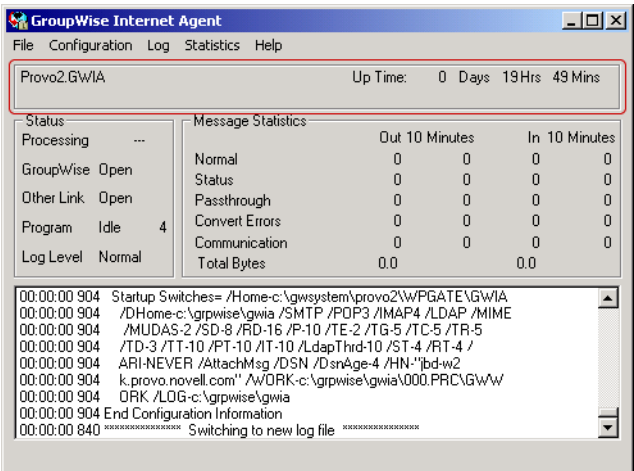 GroupWise Internet Agent
File Configuration Log Statistics Help
Provo2.GWIA Up Time: 0 Days 19Hrs 49 Mins
Status
Processing ---
GroupWise Open
Other Link Open
Program Idle 4
Log Level Normal
Message Statistics
Out 10 Minutes In 10 Minutes
Normal 0 0 0 0
Status 0 0 0 0
Passthrough 0 0 0 0
Convert Errors 0 0 0 0
Communication 0 0 0 0
Total Bytes 0.0 0.0
00:00:00 904 Startup Switches= /Home-c:\gwsystem\provo2\WPGATE\GWIA
00:00:00 904 /DHome-c:\grpwise\gwia /SMTP /POP3 /IMAP4 /LDAP /MIME
00:00:00 904 /MUDAS-2 /SD-8 /RD-16 /P-10 /TE-2 /TG-5 /TC-5 /TR-5
00:00:00 904 /TD-3 /TT-10 /PT-10 /IT-10 /LdapThrd-10 /ST-4 /RT-4 /
00:00:00 904 ARI-NEVER /AttachMsg /DSN /DsnAge-4 /HN-"jbd-w2
00:00:00 904 k.provo.novell.com" /WORK-c:\grpwise\gwia\000.PRC\GWW
00:00:00 904 ORK /LOG-c:\grpwise\gwia
00:00:00 904 End Configuration Information
00:00:00 840 *************** Switching to new log file ***************